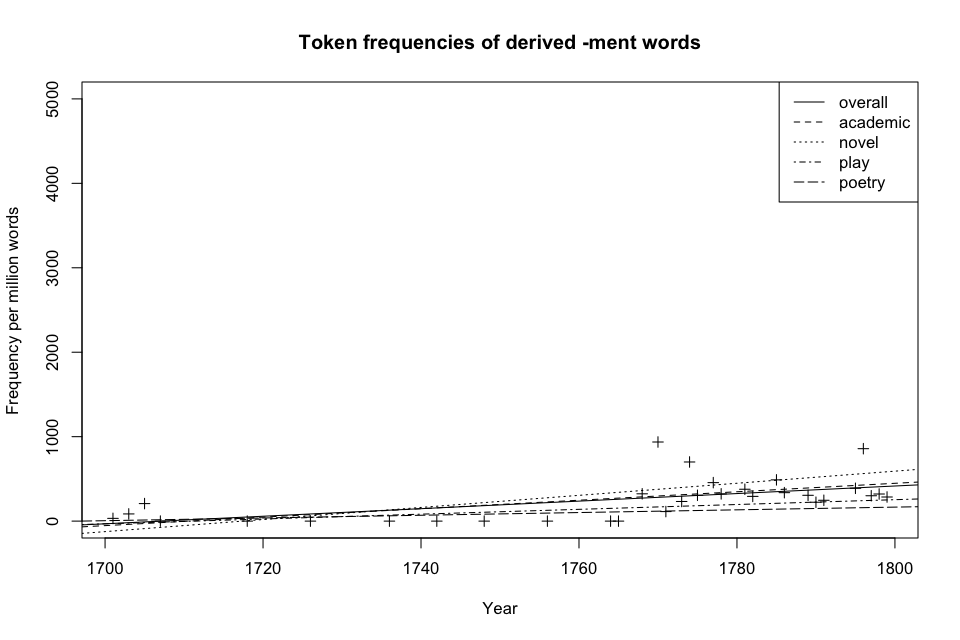 Token frequencies of derived -ment words
overall
academic
novel
play
poetry
Frequency per million words
5000
4000
3000
2000
1000
0
1700 1720 1740 1760 1780 1800
Year